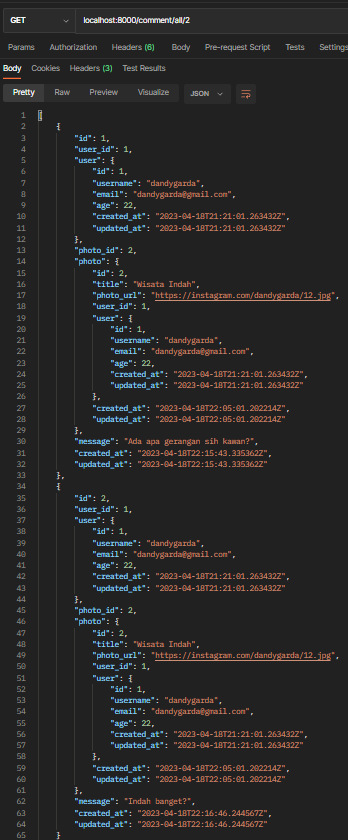 GET localhost:8000/comment/all/2
Params Authorization Headers (6) Body Pre-request Script Tests Settings
Body Cookies Headers (3) Test Results
Pretty Raw Preview Visualize JSON
1 [
2 {
3 "id": 1,
4 "user_id": 1,
5 "user": {
6 "id": 1,
7 "username": "dandygarda",
8 "email": "dandygarda@gmail.com",
9 "age": 22,
10 "created_at": "2023-04-18T21:21:01.263432Z",
11 "updated_at": "2023-04-18T21:21:01.263432Z"
12 },
13 "photo_id": 2,
14 "photo": {
15 "id": 2,
16 "title": "Wisata Indah",
17 "photo_url": "https://instagram.com/dandygarda/12.jpg",
18 "user_id": 1,
19 "user": {
20 "id": 1,
21 "username": "dandygarda",
22 "email": "dandygarda@gmail.com",
23 "age": 22,
24 "created_at": "2023-04-18T21:21:01.263432Z",
25 "updated_at": "2023-04-18T21:21:01.263432Z"
26 },
27 "created_at": "2023-04-18T22:05:01.202214Z",
28 "updated_at": "2023-04-18T22:05:01.202214Z"
29 },
30 "message": "Ada apa gerangan sih kawan?",
31 "created_at": "2023-04-18T22:15:43.335362Z",
32 "updated_at": "2023-04-18T22:15:43.335362Z"
33 },
34 {
35 "id": 2,
36 "user_id": 1,
37 "user": {
38 "id": 1,
39 "username": "dandygarda",
40 "email": "dandygarda@gmail.com",
41 "age": 22,
42 "created_at": "2023-04-18T21:21:01.263432Z",
43 "updated_at": "2023-04-18T21:21:01.263432Z"
44 },
45 "photo_id": 2,
46 "photo": {
47 "id": 2,
48 "title": "Wisata Indah",
49 "photo_url": "https://instagram.com/dandygarda/12.jpg",
50 "user_id": 1,
51 "user": {
52 "id": 1,
53 "username": "dandygarda",
54 "email": "dandygarda@gmail.com",
55 "age": 22,
56 "created_at": "2023-04-18T21:21:01.263432Z",
57 "updated_at": "2023-04-18T21:21:01.263432Z"
58 },
59 "created_at": "2023-04-18T22:05:01.202214Z",
60 "updated_at": "2023-04-18T22:05:01.202214Z"
61 },
62 "message": "Indah banget?",
63 "created_at": "2023-04-18T22:16:46.244567Z",
64 "updated_at": "2023-04-18T22:16:46.244567Z"
65 }